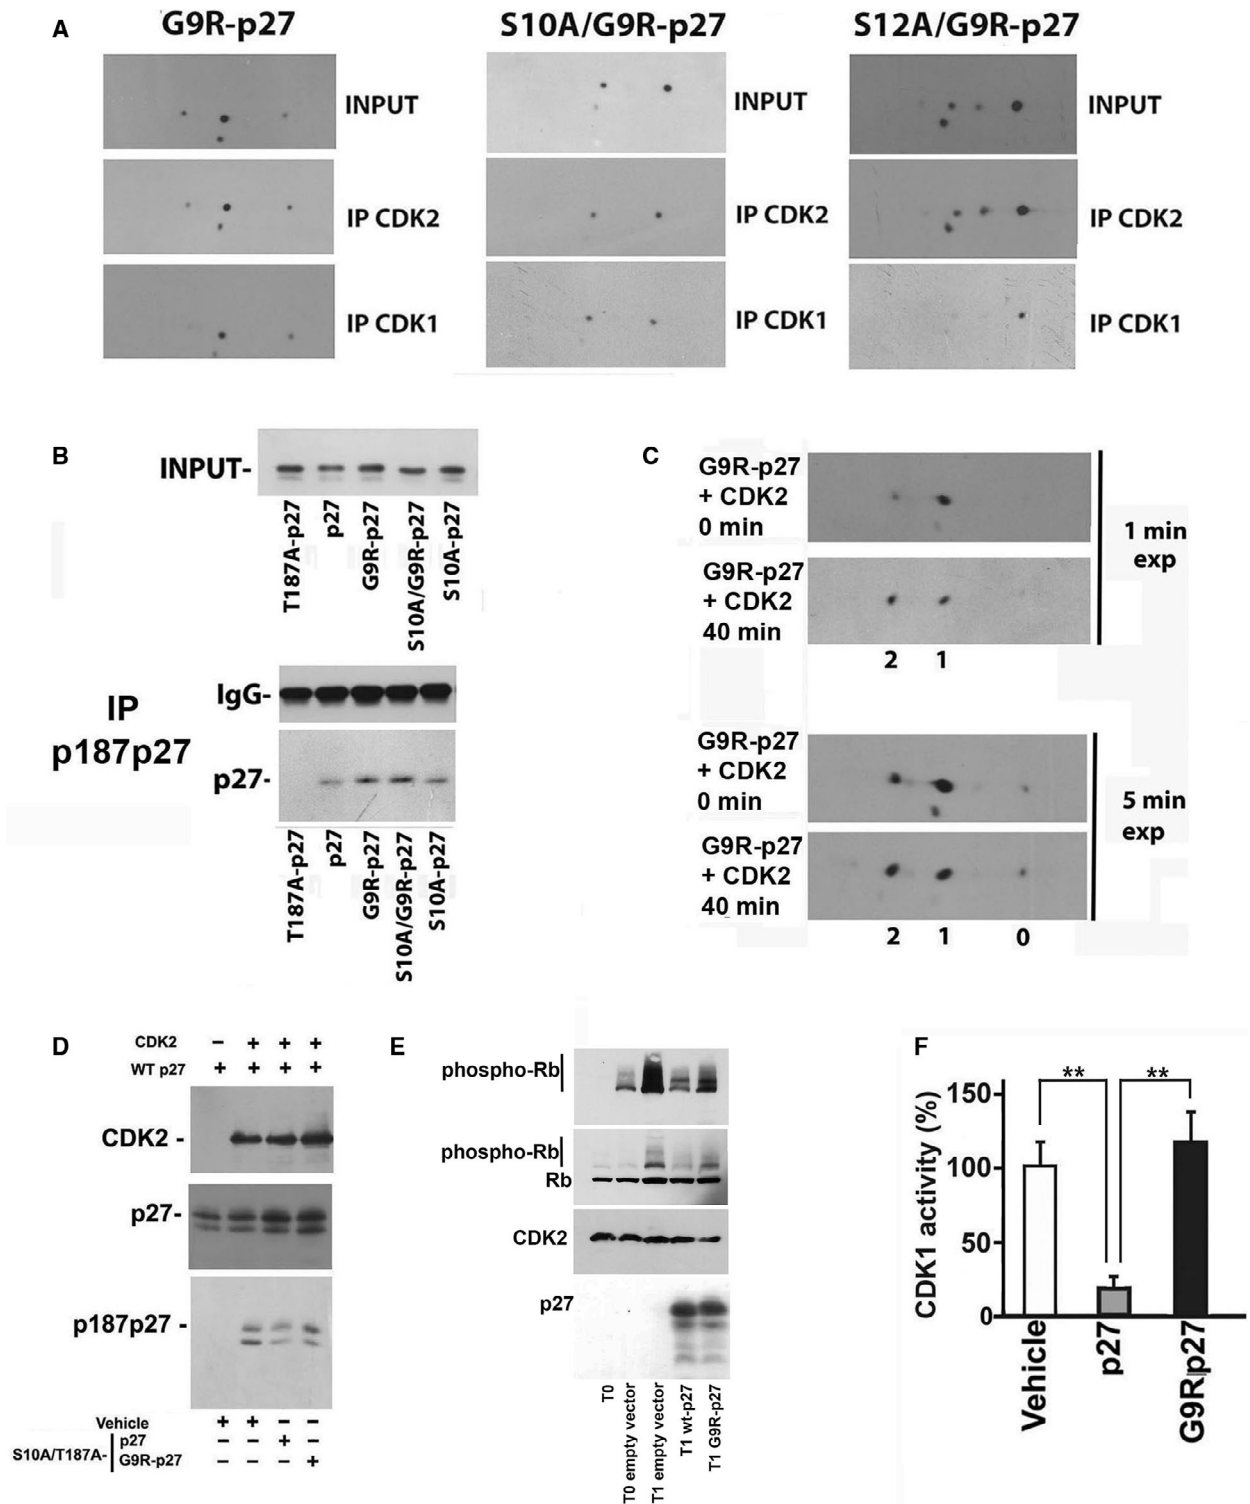 A
G9R-p27
S10A/G9R-p27
S12A/G9R-p27
INPUT
INPUT
INPUT
IP CDK2
IP CDK2
IP CDK2
IP CDK1
IP CDK1
IP CDK1
B
INPUT-
T187A-p27
p27
G9R-p27
S10A/G9R-p27
S10A-p27
IP
p187p27
IgG-
p27-
T187A-p27
p27
G9R-p27
S10A/G9R-p27
S10A-p27
C
G9R-p27
+ CDK2
0 min
G9R-p27
+ CDK2
40 min
1 min
exp
2 1
G9R-p27
+ CDK2
0 min
G9R-p27
+ CDK2
40 min
5 min
exp
2 1 0
D
CDK2 - + + +
WT p27 + + + +
CDK2 -
p27-
p187p27 -
Vehicle + + - -
S10A/T187A-
p27 - - + -
G9R-p27 - - - +
E
phospho-Rb
phospho-Rb
Rb
CDK2
p27
T0
T0 empty vector
T1 empty vector
T1 wt-p27
T1 G9R-p27
F
** **
CDK1 activity (%)
150
100
50
0
Vehicle
p27
G9Rp27